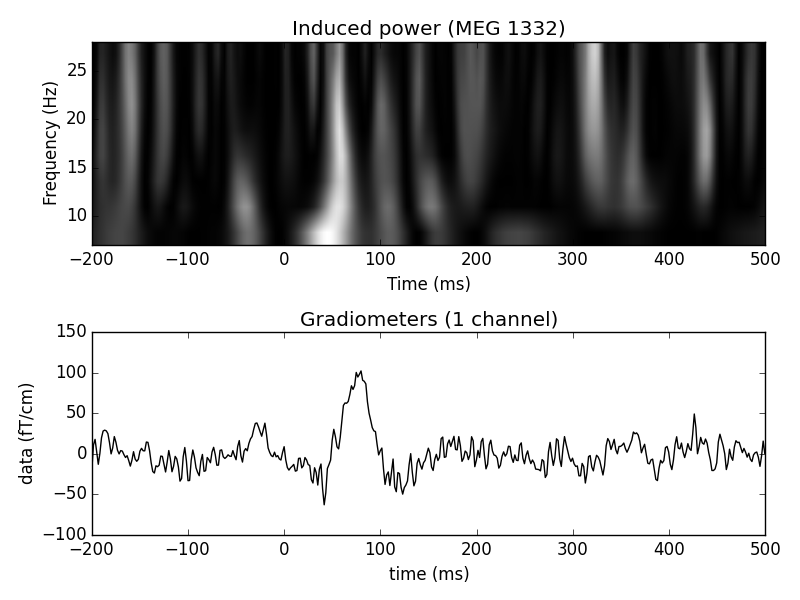 Induced power (MEG 1332)
Frequency (Hz)
25
20
15
10
−200 −100 0 100 200 300 400 500
Time (ms)
Gradiometers (1 channel)
data (fT/cm)
150
100
50
0
−50
−100
−200 −100 0 100 200 300 400 500
time (ms)